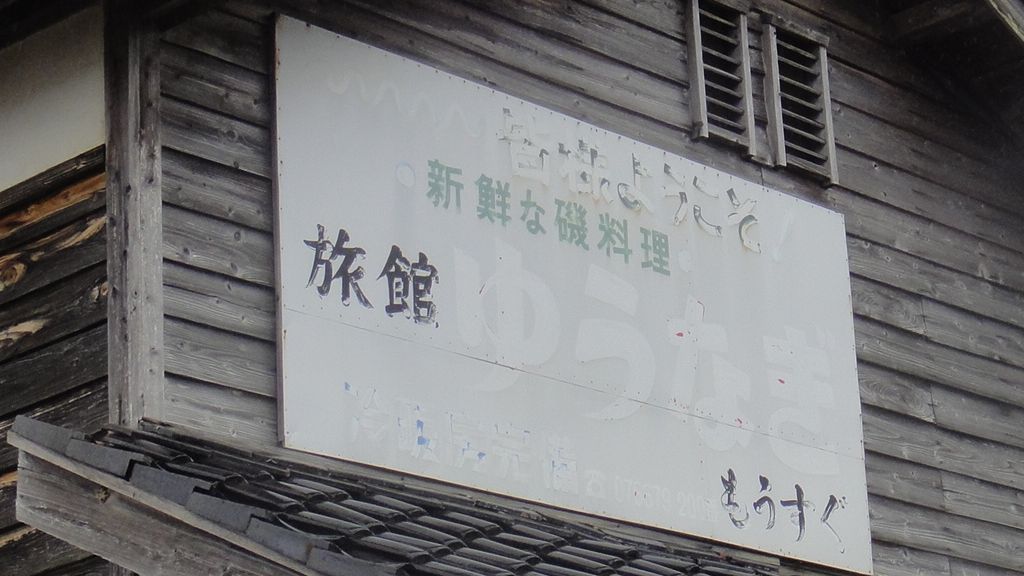 皆様ようこそ!
新鮮な磯料理
旅館 ゆうなぎ
冷暖房完備
もうすぐ